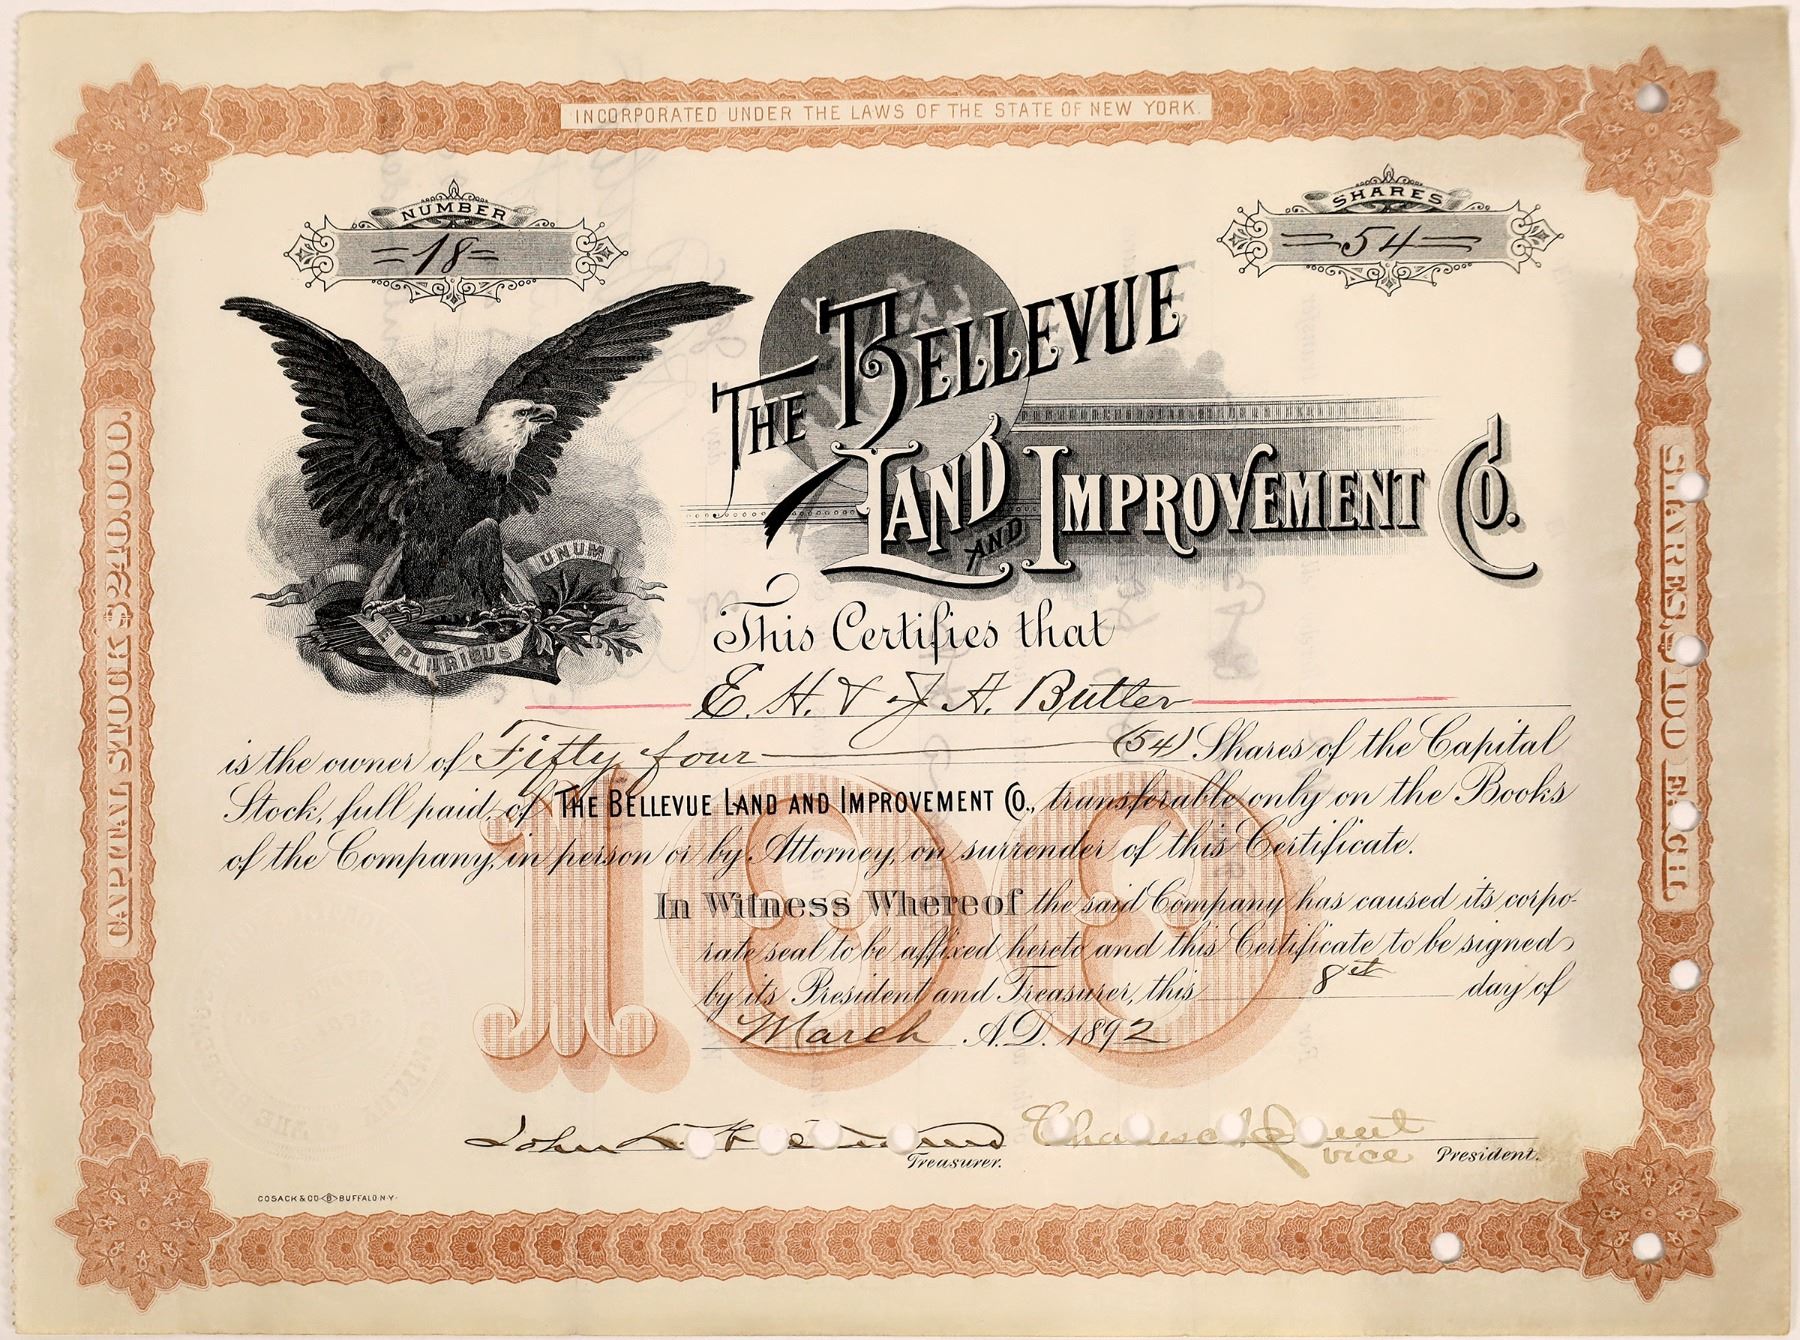 INCORPORATED UNDER THE LAWS OF THE STATE OF NEW YORK.
NUMBER
=18=
SHARES
=54=
THE BELLEVUE
LAND AND IMPROVEMENT CO.
E PLURIBUS UNUM
CAPITAL STOCK $240,000.
SHARES, $100 EACH.
This Certifies that
E. H. & J. A. Butler
is the owner of Fifty four (54) Shares of the Capital
Stock, full paid, of THE BELLEVUE LAND AND IMPROVEMENT CO., transferable only on the Books
of the Company, in person or by Attorney, on surrender of this Certificate.
100
In Witness Whereof the said Company has caused its corpo-
rate seal to be affixed hereto and this Certificate to be signed
by its President and Treasurer, this 8th day of
March A.D. 1892
John
Treasurer.
vice President.
COSACK & CO. B BUFFALO N.Y.